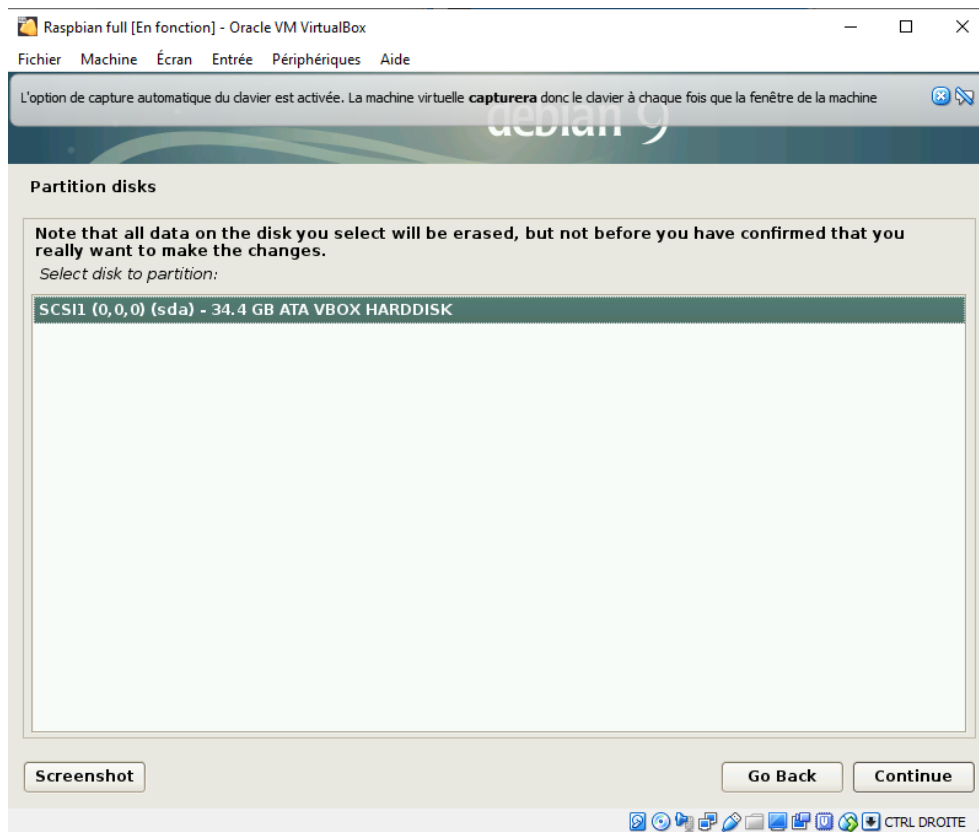 Raspbian full [En fonction] - Oracle VM VirtualBox
Fichier Machine Écran Entrée Périphériques Aide
L'option de capture automatique du clavier est activée. La machine virtuelle capturera donc le clavier à chaque fois que la fenêtre de la machine
debian 9
Partition disks
Note that all data on the disk you select will be erased, but not before you have confirmed that you
really want to make the changes.
Select disk to partition:
SCSI1 (0,0,0) (sda) - 34.4 GB ATA VBOX HARDDISK
Screenshot Go Back Continue
CTRL DROITE